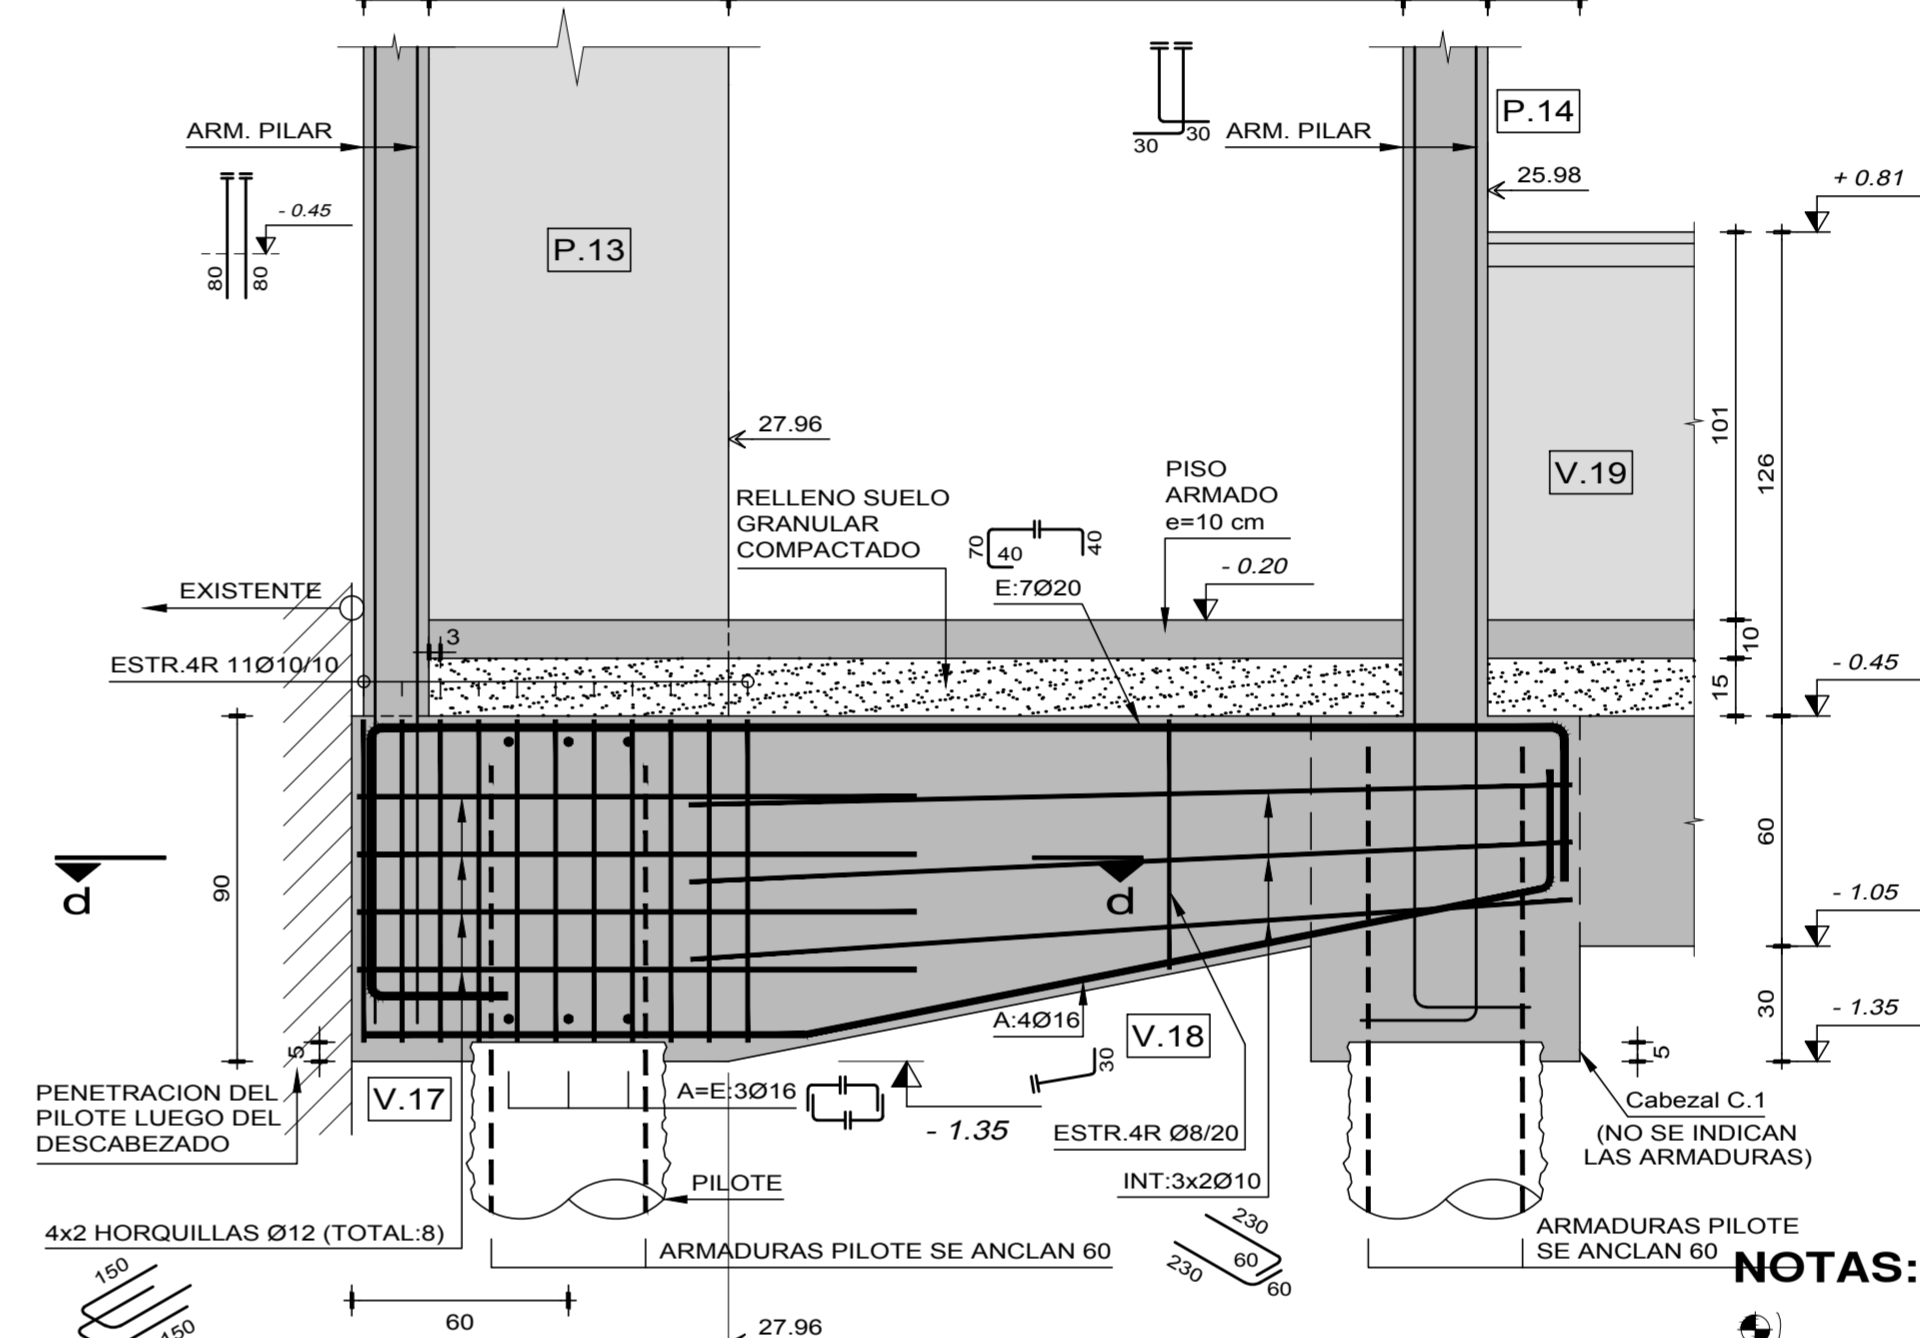 ARM. PILAR
- 0.45
80
80
P.13
30
30
ARM. PILAR
P.14
25.98
+ 0.81
27.96
101
126
V.19
PISO
ARMADO
e=10 cm
RELLENO SUELO
GRANULAR
COMPACTADO
70
40
40
E:7Ø20
- 0.20
EXISTENTE
3
10
ESTR.4R 11Ø10/10
- 0.45
15
90
d
d
60
- 1.05
30
- 1.35
A:4Ø16
V.18
30
5
5
PENETRACION DEL
PILOTE LUEGO DEL
DESCABEZADO
V.17
A=E:3Ø16
- 1.35
ESTR.4R Ø8/20
Cabezal C.1
(NO SE INDICAN
LAS ARMADURAS)
PILOTE
INT:3x2Ø10
4x2 HORQUILLAS Ø12 (TOTAL:8)
ARMADURAS PILOTE SE ANCLAN 60
230
230
60
60
ARMADURAS PILOTE
SE ANCLAN 60
NOTAS:
150
150
60
27.96